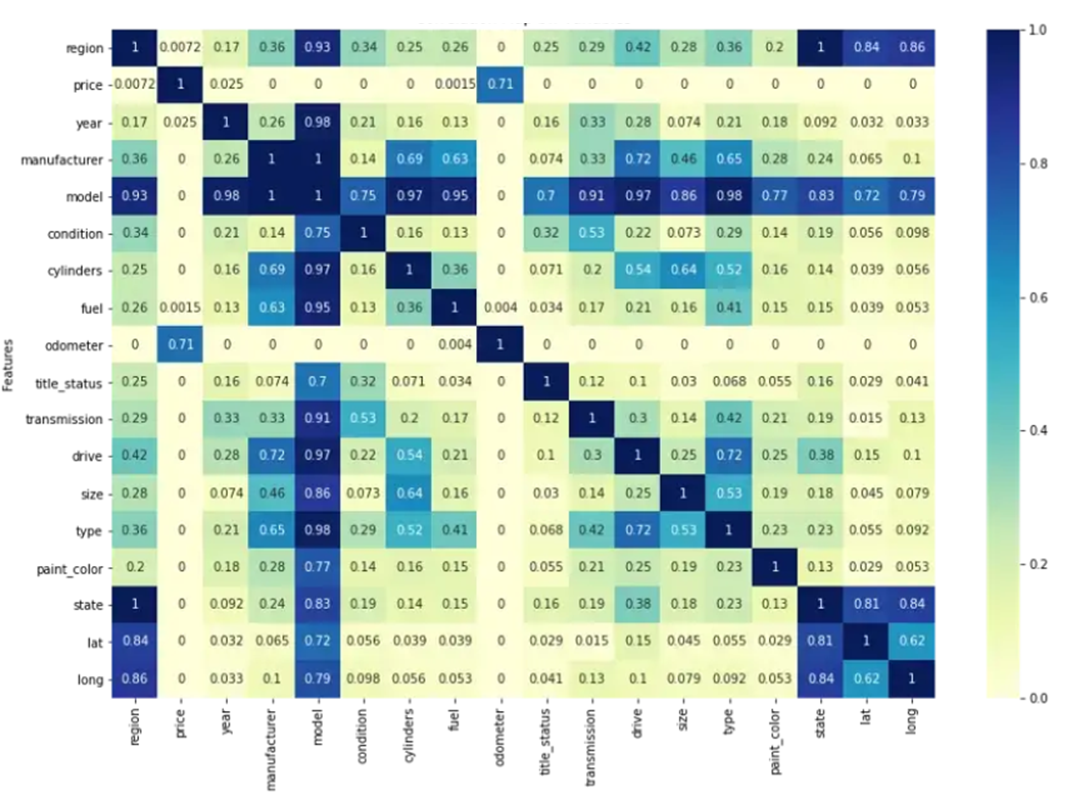 region 1 0.0072 0.17 0.36 0.93 0.34 0.25 0.26 0 0.25 0.29 0.42 0.28 0.36 0.2 1 0.84 0.86
price 0.0072 1 0.025 0 0 0 0 0.0015 0.71 0 0 0 0 0 0 0 0 0
year 0.17 0.025 1 0.26 0.98 0.21 0.16 0.13 0 0.16 0.33 0.28 0.074 0.21 0.18 0.092 0.032 0.033
manufacturer 0.36 0 0.26 1 1 0.14 0.69 0.63 0 0.074 0.33 0.72 0.46 0.65 0.28 0.24 0.065 0.1
model 0.93 0 0.98 1 1 0.75 0.97 0.95 0 0.7 0.91 0.97 0.86 0.98 0.77 0.83 0.72 0.79
condition 0.34 0 0.21 0.14 0.75 1 0.16 0.13 0 0.32 0.53 0.22 0.073 0.29 0.14 0.19 0.056 0.098
cylinders 0.25 0 0.16 0.69 0.97 0.16 1 0.36 0 0.071 0.2 0.54 0.64 0.52 0.16 0.14 0.039 0.056
fuel 0.26 0.0015 0.13 0.63 0.95 0.13 0.36 1 0.004 0.034 0.17 0.21 0.16 0.41 0.15 0.15 0.039 0.053
odometer 0 0.71 0 0 0 0 0 0.004 1 0 0 0 0 0 0 0 0 0
title_status 0.25 0 0.16 0.074 0.7 0.32 0.071 0.034 0 1 0.12 0.1 0.03 0.068 0.055 0.16 0.029 0.041
transmission 0.29 0 0.33 0.33 0.91 0.53 0.2 0.17 0 0.12 1 0.3 0.14 0.42 0.21 0.19 0.015 0.13
drive 0.42 0 0.28 0.72 0.97 0.22 0.54 0.21 0 0.1 0.3 1 0.25 0.72 0.25 0.38 0.15 0.1
size 0.28 0 0.074 0.46 0.86 0.073 0.64 0.16 0 0.03 0.14 0.25 1 0.53 0.19 0.18 0.045 0.079
type 0.36 0 0.21 0.65 0.98 0.29 0.52 0.41 0 0.068 0.42 0.72 0.53 1 0.23 0.23 0.055 0.092
paint_color 0.2 0 0.18 0.28 0.77 0.14 0.16 0.15 0 0.055 0.21 0.25 0.19 0.23 1 0.13 0.029 0.053
state 1 0 0.092 0.24 0.83 0.19 0.14 0.15 0 0.16 0.19 0.38 0.18 0.23 0.13 1 0.81 0.84
lat 0.84 0 0.032 0.065 0.72 0.056 0.039 0.039 0 0.029 0.015 0.15 0.045 0.055 0.029 0.81 1 0.62
long 0.86 0 0.033 0.1 0.79 0.098 0.056 0.053 0 0.041 0.13 0.1 0.079 0.092 0.053 0.84 0.62 1
region price year manufacturer model condition cylinders fuel odometer title_status transmission drive size type paint_color state lat long
Features
1.0
0.8
0.6
0.4
0.2
0.0